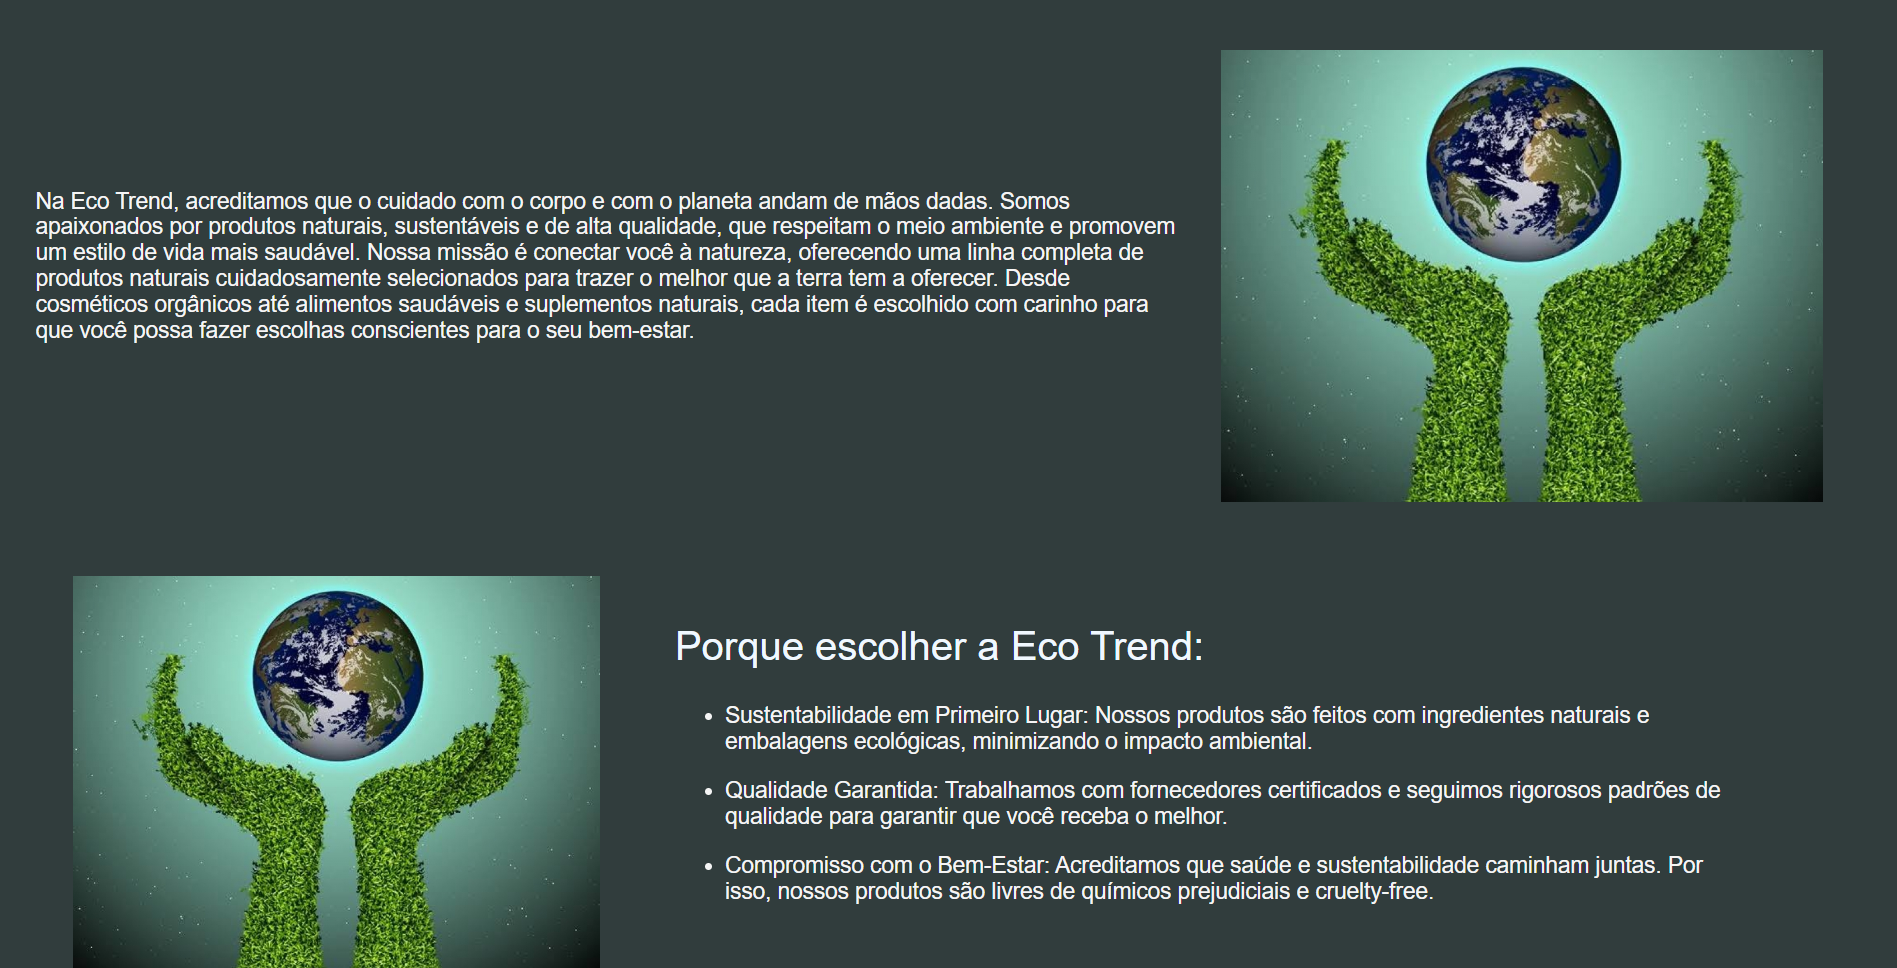 Na Eco Trend, acreditamos que o cuidado com o corpo e com o planeta andam de mãos dadas. Somos
apaixonados por produtos naturais, sustentáveis e de alta qualidade, que respeitam o meio ambiente e promovem
um estilo de vida mais saudável. Nossa missão é conectar você à natureza, oferecendo uma linha completa de
produtos naturais cuidadosamente selecionados para trazer o melhor que a terra tem a oferecer. Desde
cosméticos orgânicos até alimentos saudáveis e suplementos naturais, cada item é escolhido com carinho para
que você possa fazer escolhas conscientes para o seu bem-estar.
Porque escolher a Eco Trend:
• Sustentabilidade em Primeiro Lugar: Nossos produtos são feitos com ingredientes naturais e
embalagens ecológicas, minimizando o impacto ambiental.
• Qualidade Garantida: Trabalhamos com fornecedores certificados e seguimos rigorosos padrões de
qualidade para garantir que você receba o melhor.
• Compromisso com o Bem-Estar: Acreditamos que saúde e sustentabilidade caminham juntas. Por
isso, nossos produtos são livres de químicos prejudiciais e cruelty-free.